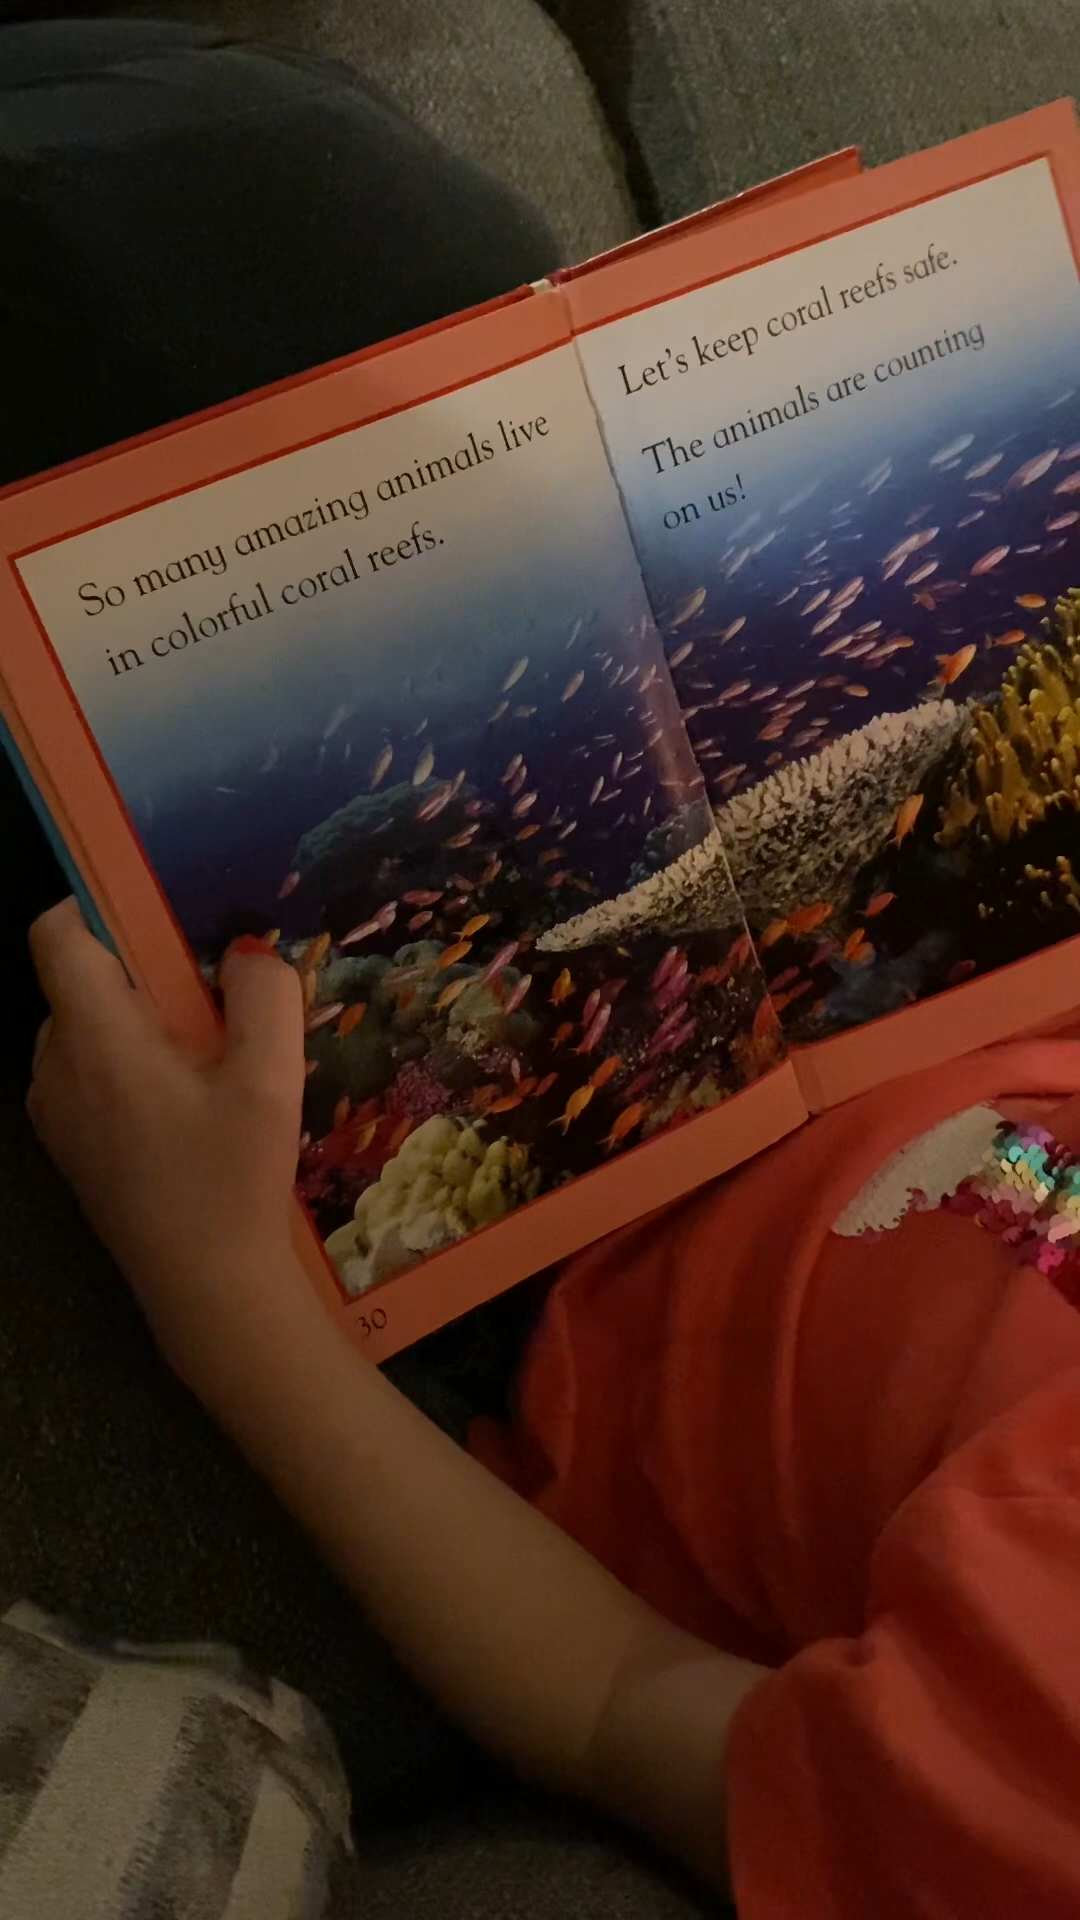 So many amazing animals live
in colorful coral reefs.
30
Let's keep coral reefs safe.
The animals are counting
on us!